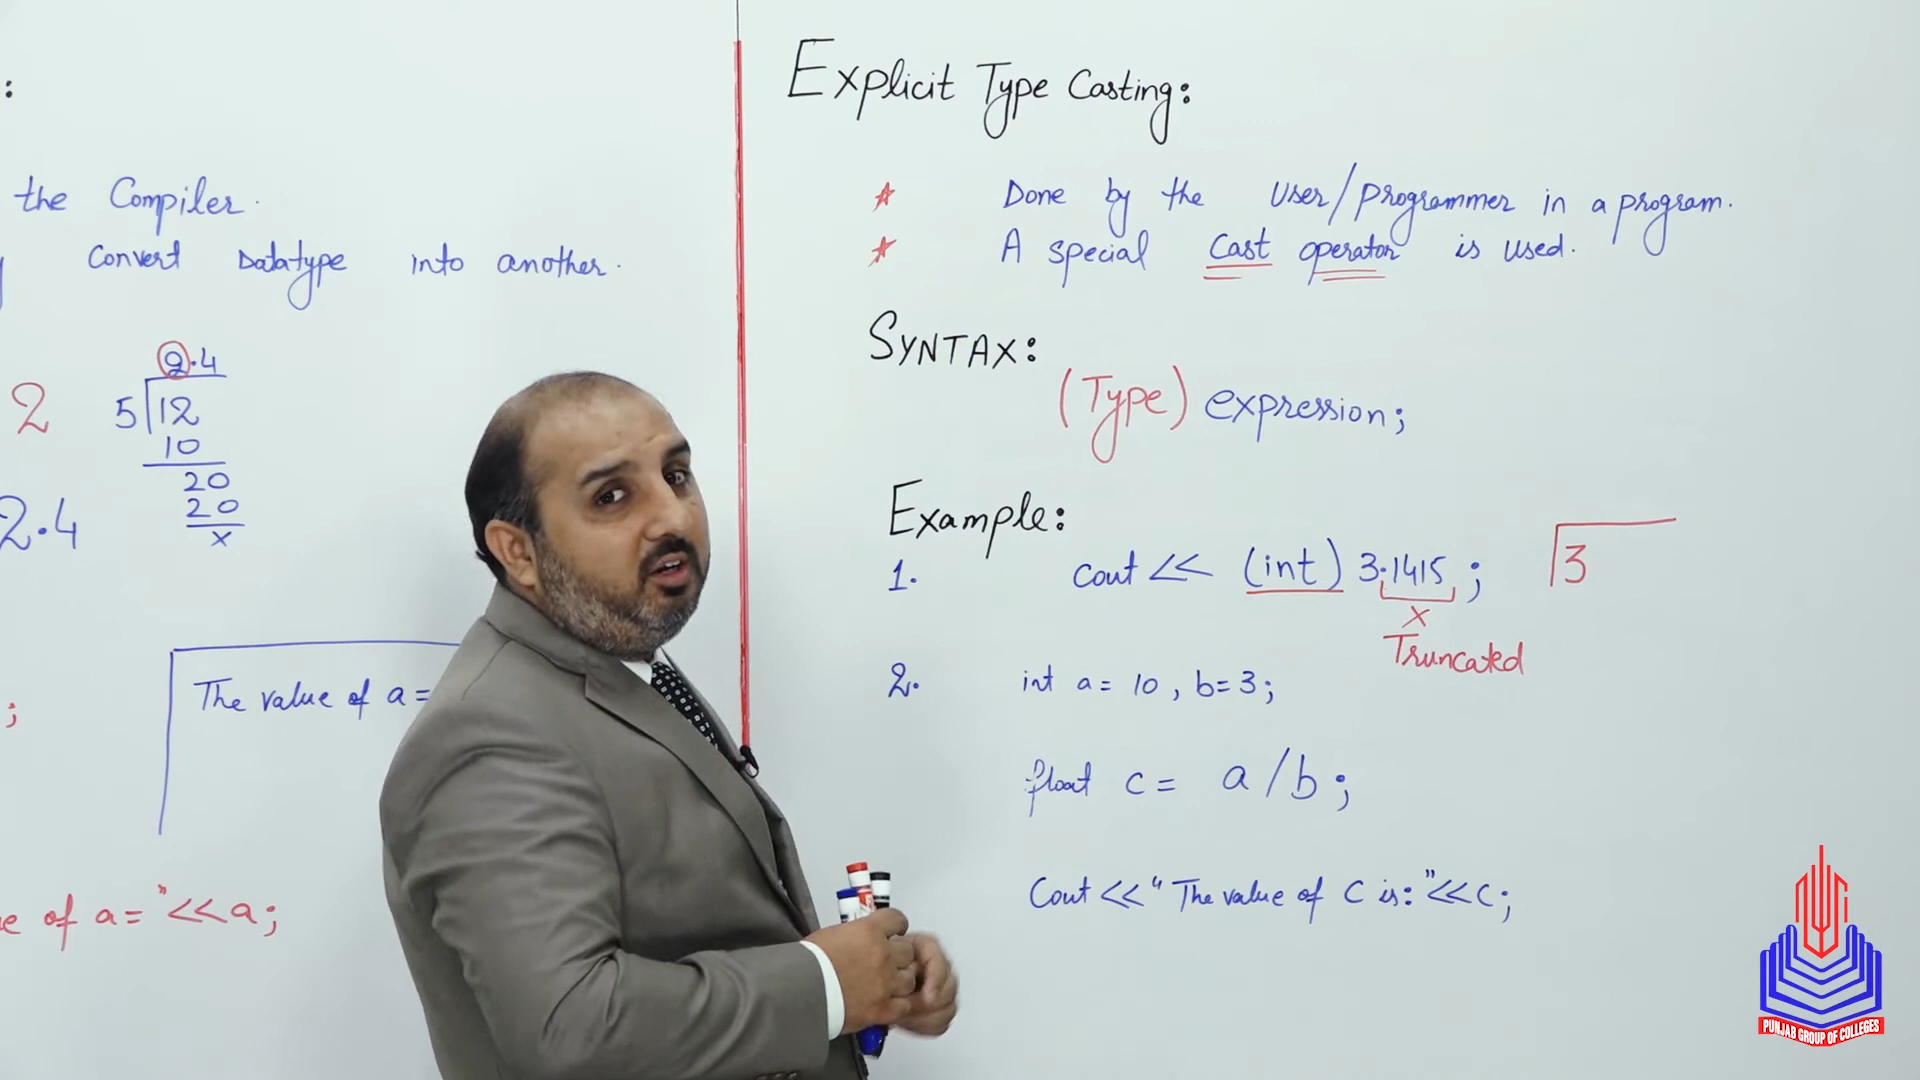 :
the Compiler.
Convert Datatype into another.
2
2.4
5 12
10
20
20
x
2.4
The value of a =
;
of a = "<<a;
Explicit Type Casting:
Done by the User/programmer in a program.
A special Cast operator is used.
SYNTAX:
(Type) expression;
Example:
1. cout << (int) 3.1415 ; 3
x
Truncated
2. int a = 10 , b = 3 ;
float c = a / b ;
Cout << " The value of C is: "<<c;
PUNJAB GROUP OF COLLEGES